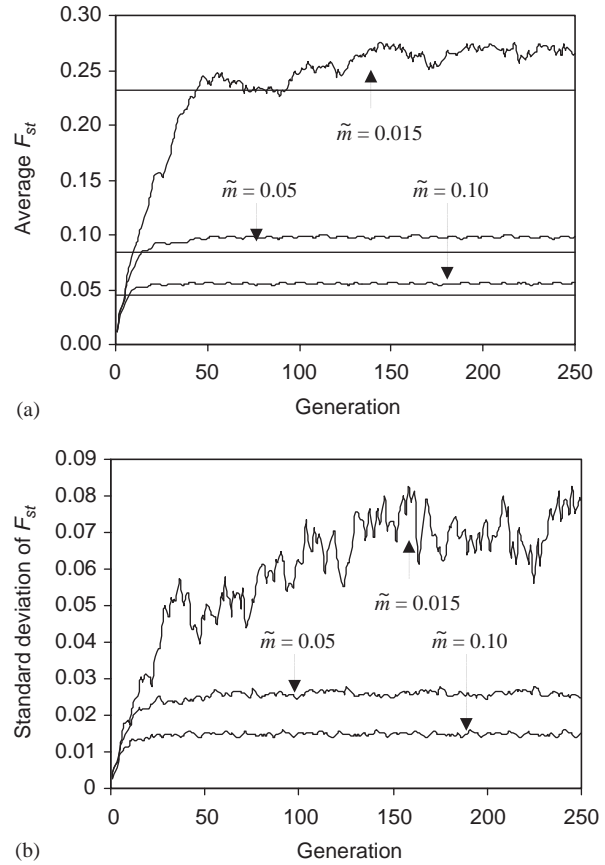 0.30
0.25
0.20
0.15
0.10
0.05
0.00
Average F_st
m̃ = 0.015
m̃ = 0.05
m̃ = 0.10
0 50 100 150 200 250
(a)
Generation
0.09
0.08
0.07
0.06
0.05
0.04
0.03
0.02
0.01
0
Standard deviation of F_st
m̃ = 0.015
m̃ = 0.05
m̃ = 0.10
0 50 100 150 200 250
(b)
Generation